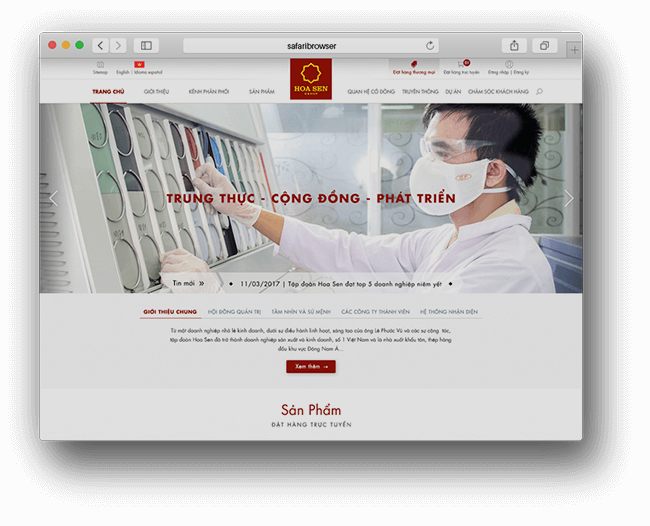 safaribrowser
Sitemap English | Idioma español Đặt hàng thương mại Đặt hàng trực tuyến Đăng nhập | Đăng ký
TRANG CHỦ GIỚI THIỆU KÊNH PHÂN PHỐI SẢN PHẨM HOA SEN GROUP QUAN HỆ CỔ ĐÔNG TRUYỀN THÔNG DỰ ÁN CHĂM SÓC KHÁCH HÀNG
TRUNG THỰC - CỘNG ĐỒNG - PHÁT TRIỂN
Tin mới » • 11/03/2017 | Tập đoàn Hoa Sen đạt top 5 doanh nghiệp niêm yết •
GIỚI THIỆU CHUNG HỘI ĐỒNG QUẢN TRỊ TẦM NHÌN VÀ SỨ MỆNH CÁC CÔNG TY THÀNH VIÊN HỆ THỐNG NHẬN DIỆN
Từ một doanh nghiệp nhỏ lẻ kinh doanh, dưới sự điều hành linh hoạt, sáng tạo của ông Lê Phước Vũ và các sự cộng tác,
tập đoàn Hoa Sen đã trở thành doanh nghiệp sản xuất và kinh doanh, số 1 Việt Nam và là nhà xuất khẩu tôn, thép hàng
đầu khu vực Đông Nam Á...
Xem thêm →
Sản Phẩm
ĐẶT HÀNG TRỰC TUYẾN